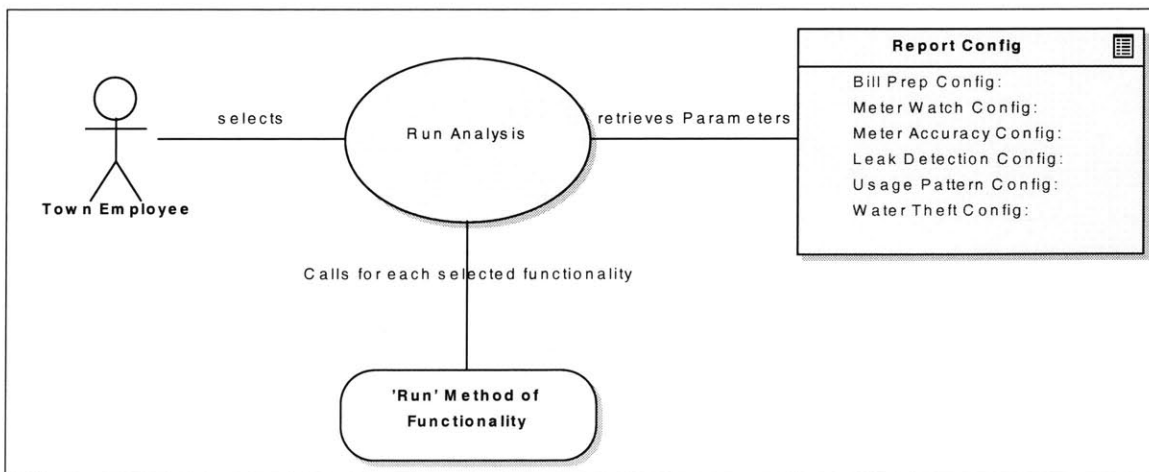 Report Config
Bill Prep Config:
Meter Watch Config:
Meter Accuracy Config:
Leak Detection Config:
Usage Pattern Config:
Water Theft Config:
selects
Run Analysis
retrieves Parameters
Town Employee
Calls for each selected functionality
'Run' Method of
Functionality